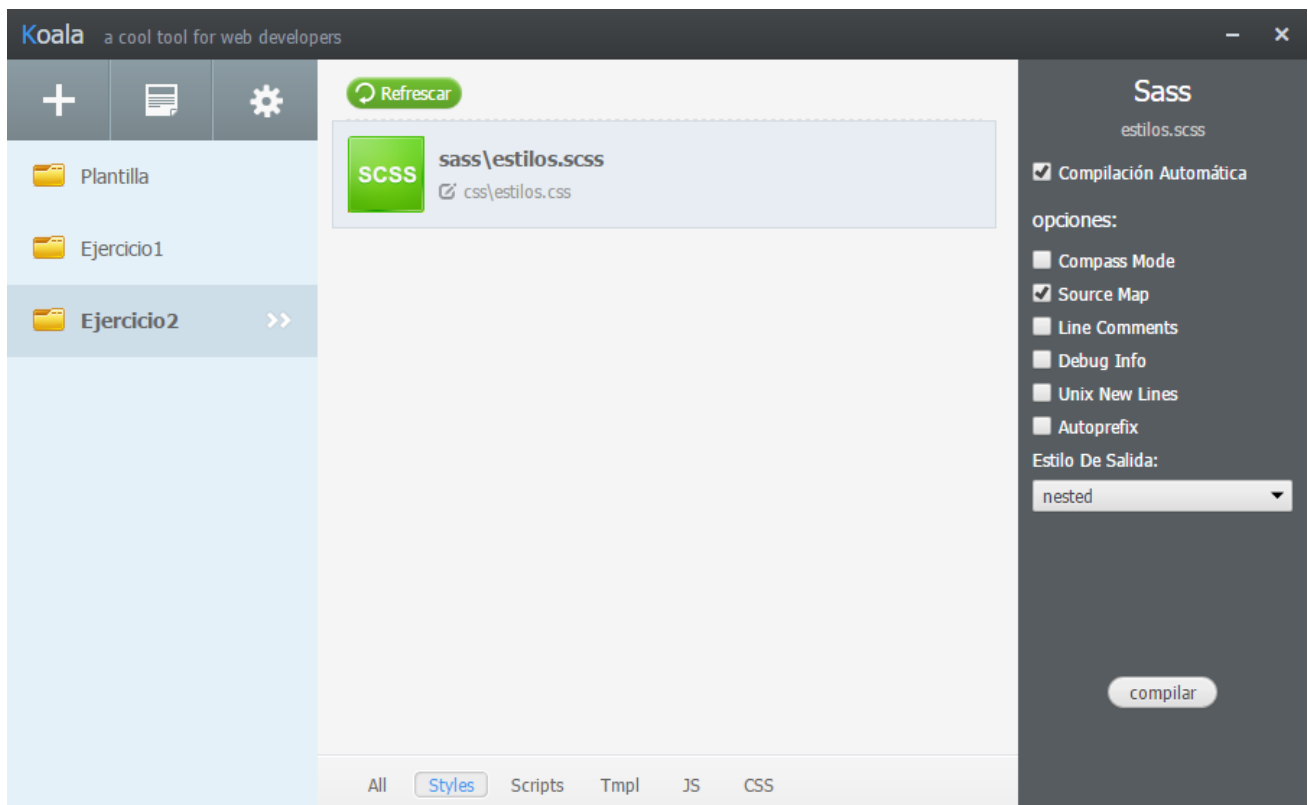 Koala a cool tool for web developers
Plantilla
Ejercicio1
Ejercicio2
Refrescar
SCSS
sass\estilos.scss
css\estilos.css
All Styles Scripts Tmpl JS CSS
Sass
estilos.scss
Compilación Automática
opciones:
Compass Mode
Source Map
Line Comments
Debug Info
Unix New Lines
Autoprefix
Estilo De Salida:
nested
compilar